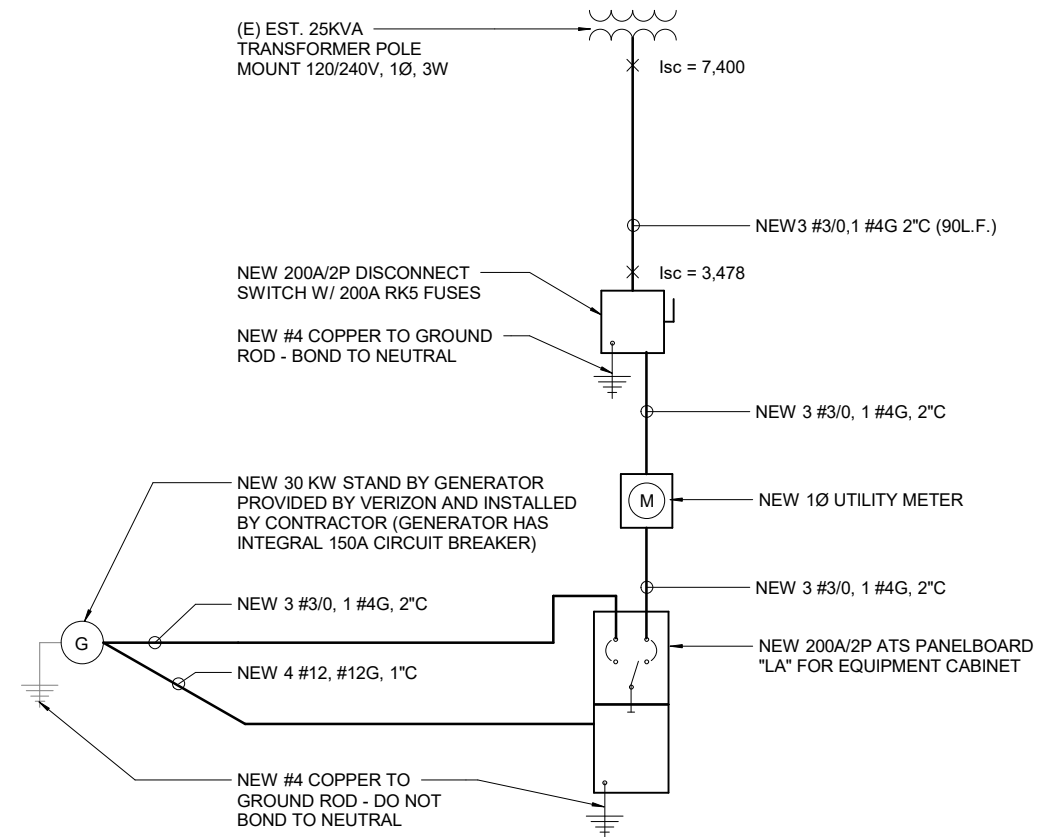 (E) EST. 25KVA
TRANSFORMER POLE
MOUNT 120/240V, 1Ø, 3W
Isc = 7,400
NEW3 #3/0,1 #4G 2"C (90L.F.)
NEW 200A/2P DISCONNECT
SWITCH W/ 200A RK5 FUSES
Isc = 3,478
NEW #4 COPPER TO GROUND
ROD - BOND TO NEUTRAL
NEW 3 #3/0, 1 #4G, 2"C
NEW 30 KW STAND BY GENERATOR
PROVIDED BY VERIZON AND INSTALLED
BY CONTRACTOR (GENERATOR HAS
INTEGRAL 150A CIRCUIT BREAKER)
M
NEW 1Ø UTILITY METER
NEW 3 #3/0, 1 #4G, 2"C
NEW 3 #3/0, 1 #4G, 2"C
G
NEW 200A/2P ATS PANELBOARD
"LA" FOR EQUIPMENT CABINET
NEW 4 #12, #12G, 1"C
NEW #4 COPPER TO
GROUND ROD - DO NOT
BOND TO NEUTRAL